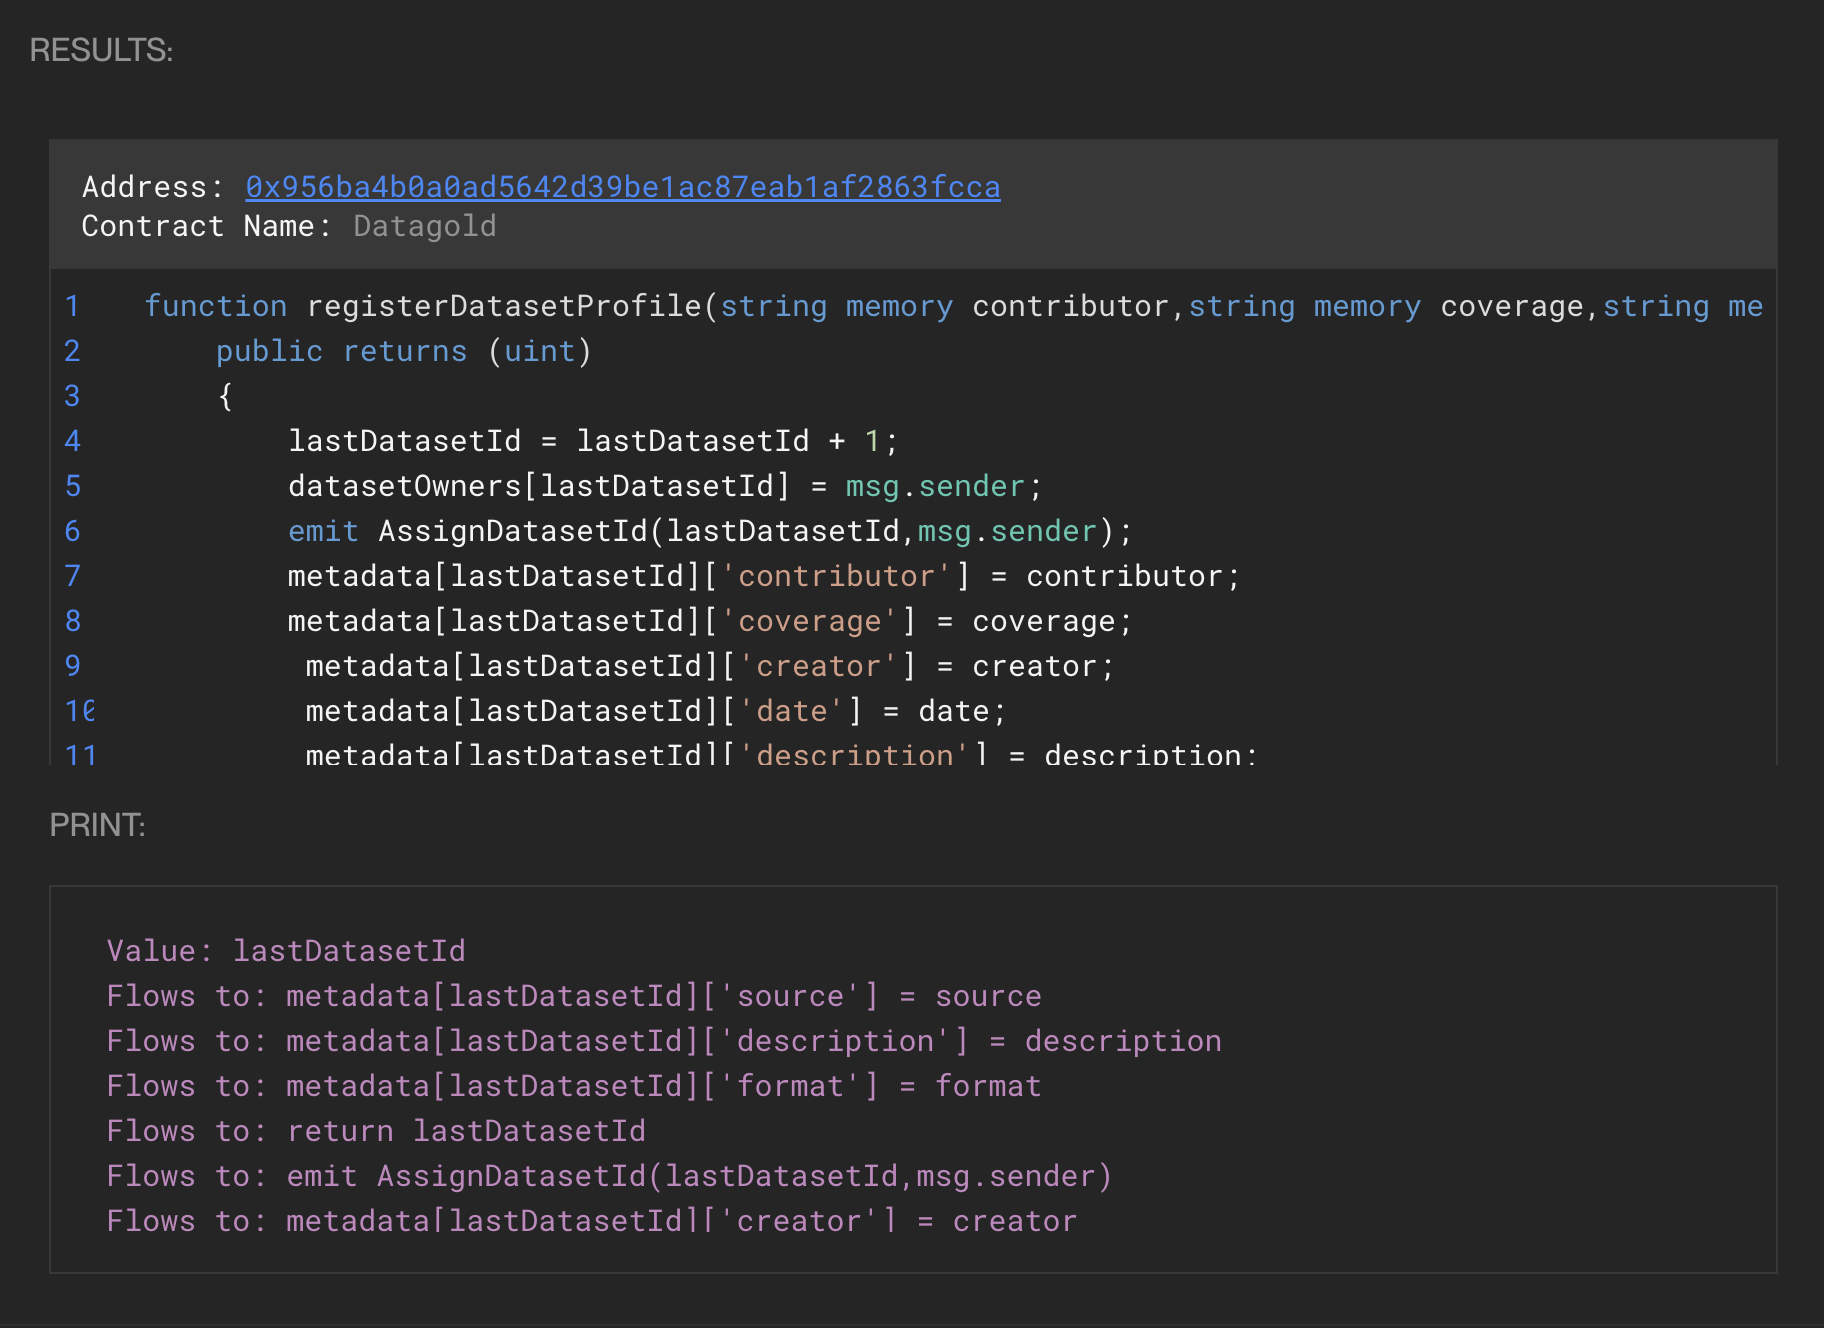 RESULTS:
Address: 0x956ba4b0a0ad5642d39be1ac87eab1af2863fcca
Contract Name: Datagold
1 function registerDatasetProfile(string memory contributor,string memory coverage,string me
2 public returns (uint)
3 {
4 lastDatasetId = lastDatasetId + 1;
5 datasetOwners[lastDatasetId] = msg.sender;
6 emit AssignDatasetId(lastDatasetId,msg.sender);
7 metadata[lastDatasetId]['contributor'] = contributor;
8 metadata[lastDatasetId]['coverage'] = coverage;
9 metadata[lastDatasetId]['creator'] = creator;
10 metadata[lastDatasetId]['date'] = date;
11 metadata[lastDatasetId]['description'] = description;
PRINT:
Value: lastDatasetId
Flows to: metadata[lastDatasetId]['source'] = source
Flows to: metadata[lastDatasetId]['description'] = description
Flows to: metadata[lastDatasetId]['format'] = format
Flows to: return lastDatasetId
Flows to: emit AssignDatasetId(lastDatasetId,msg.sender)
Flows to: metadata[lastDatasetId]['creator'] = creator